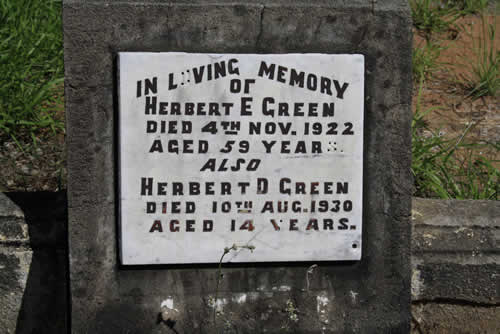 IN LOVING MEMORY
OF
HERBERT E GREEN
DIED 4TH NOV. 1922
AGED 59 YEARS.
ALSO
HERBERT D GREEN
DIED 10TH AUG. 1930
AGED 14 YEARS.